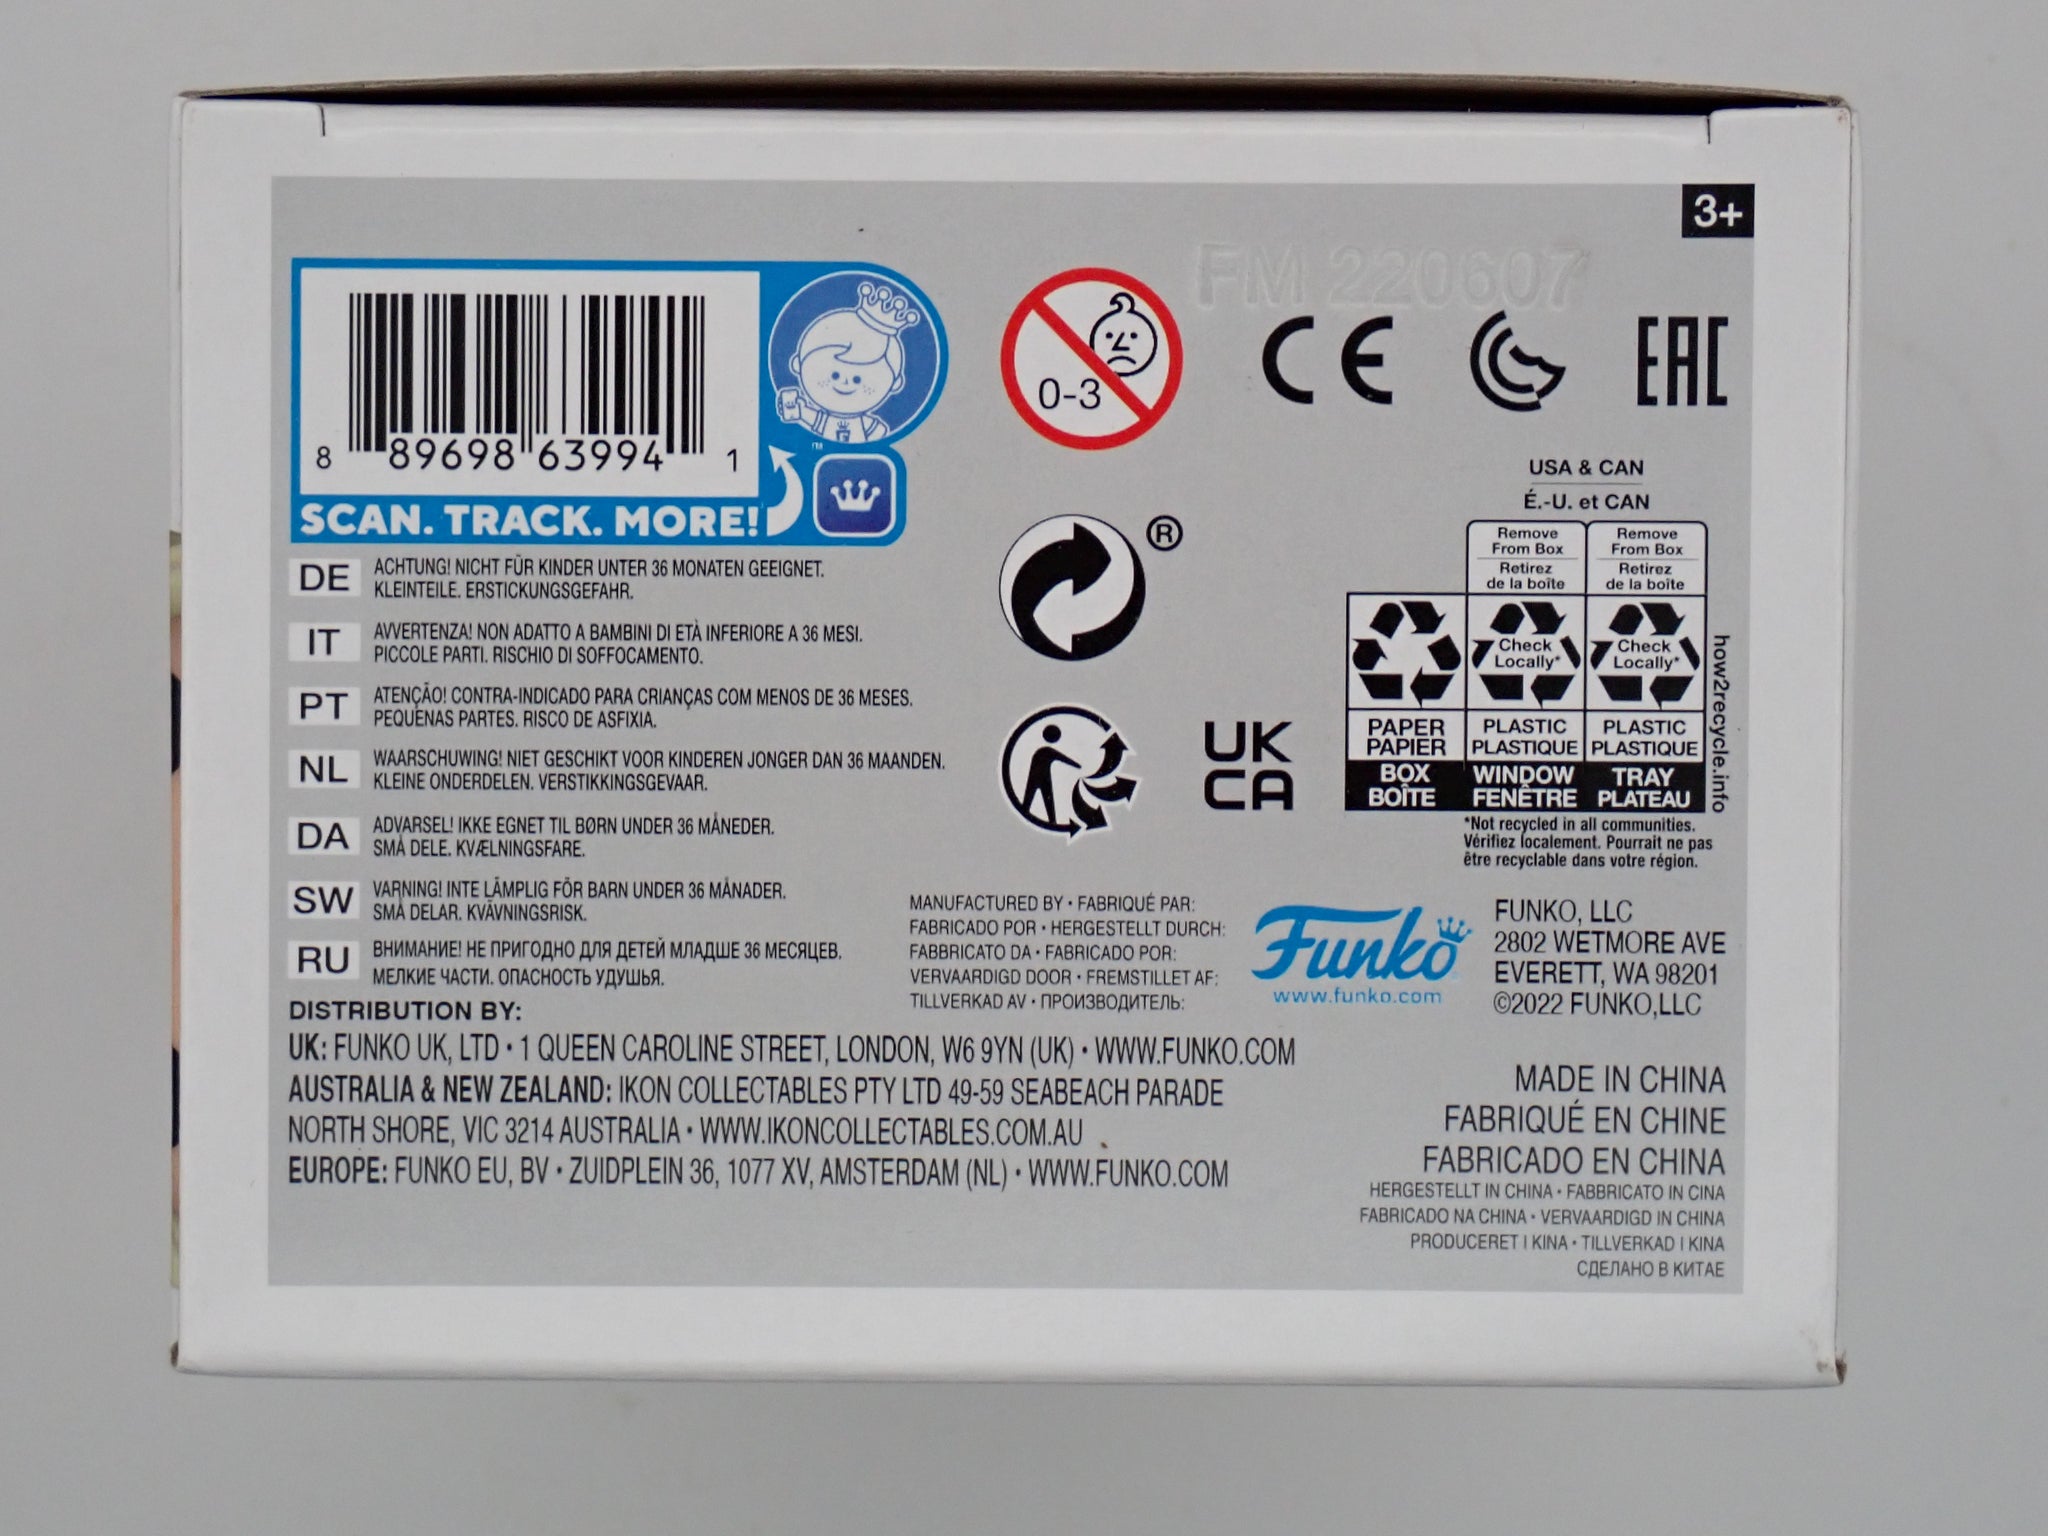 3+
FM 220607
8 89698 63994 1
™
SCAN. TRACK. MORE!
0-3
CE
EAC
®
UK
CA
USA & CAN
É.-U. et CAN
Remove
From Box
Retirez
de la boîte
Remove
From Box
Retirez
de la boîte
Check
Locally*
Check
Locally*
PAPER
PAPIER
PLASTIC
PLASTIQUE
PLASTIC
PLASTIQUE
BOX
BOÎTE
WINDOW
FENÊTRE
TRAY
PLATEAU
how2recycle.info
*Not recycled in all communities.
Vérifiez localement. Pourrait ne pas
être recyclable dans votre région.
DE ACHTUNG! NICHT FÜR KINDER UNTER 36 MONATEN GEEIGNET.
KLEINTEILE. ERSTICKUNGSGEFAHR.
IT AVVERTENZA! NON ADATTO A BAMBINI DI ETÀ INFERIORE A 36 MESI.
PICCOLE PARTI. RISCHIO DI SOFFOCAMENTO.
PT ATENÇÃO! CONTRA-INDICADO PARA CRIANÇAS COM MENOS DE 36 MESES.
PEQUENAS PARTES. RISCO DE ASFIXIA.
NL WAARSCHUWING! NIET GESCHIKT VOOR KINDEREN JONGER DAN 36 MAANDEN.
KLEINE ONDERDELEN. VERSTIKKINGSGEVAAR.
DA ADVARSEL! IKKE EGNET TIL BØRN UNDER 36 MÅNEDER.
SMÅ DELE. KVÆLNINGSFARE.
SW VARNING! INTE LÄMPLIG FÖR BARN UNDER 36 MÅNADER.
SMÅ DELAR. KVÄVNINGSRISK.
RU ВНИМАНИЕ! НЕ ПРИГОДНО ДЛЯ ДЕТЕЙ МЛАДШЕ 36 МЕСЯЦЕВ.
МЕЛКИЕ ЧАСТИ. ОПАСНОСТЬ УДУШЬЯ.
MANUFACTURED BY • FABRIQUÉ PAR:
FABRICADO POR • HERGESTELLT DURCH:
FABBRICATO DA • FABRICADO POR:
VERVAARDIGD DOOR • FREMSTILLET AF:
TILLVERKAD AV • ПРОИЗВОДИТЕЛЬ:
Funko
www.funko.com
FUNKO, LLC
2802 WETMORE AVE
EVERETT, WA 98201
©2022 FUNKO,LLC
DISTRIBUTION BY:
UK: FUNKO UK, LTD • 1 QUEEN CAROLINE STREET, LONDON, W6 9YN (UK) • WWW.FUNKO.COM
AUSTRALIA & NEW ZEALAND: IKON COLLECTABLES PTY LTD 49-59 SEABEACH PARADE
NORTH SHORE, VIC 3214 AUSTRALIA • WWW.IKONCOLLECTABLES.COM.AU
EUROPE: FUNKO EU, BV • ZUIDPLEIN 36, 1077 XV, AMSTERDAM (NL) • WWW.FUNKO.COM
MADE IN CHINA
FABRIQUÉ EN CHINE
FABRICADO EN CHINA
HERGESTELLT IN CHINA • FABBRICATO IN CINA
FABRICADO NA CHINA • VERVAARDIGD IN CHINA
PRODUCERET I KINA • TILLVERKAD I KINA
СДЕЛАНО В КИТАЕ